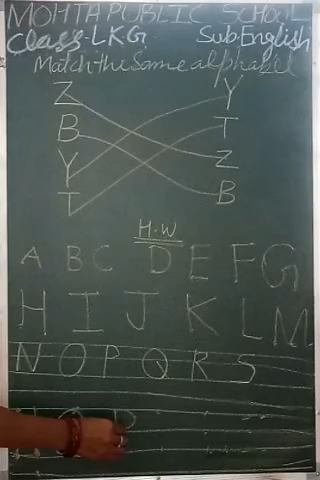 MOHTA PUBLIC SCHOOL
Class-LKG Sub:English
Match the Same alphabet
Z Y
B T
Y Z
T B
H.W
A B C D E F G
H I J K L M
N O P Q R S
N O P